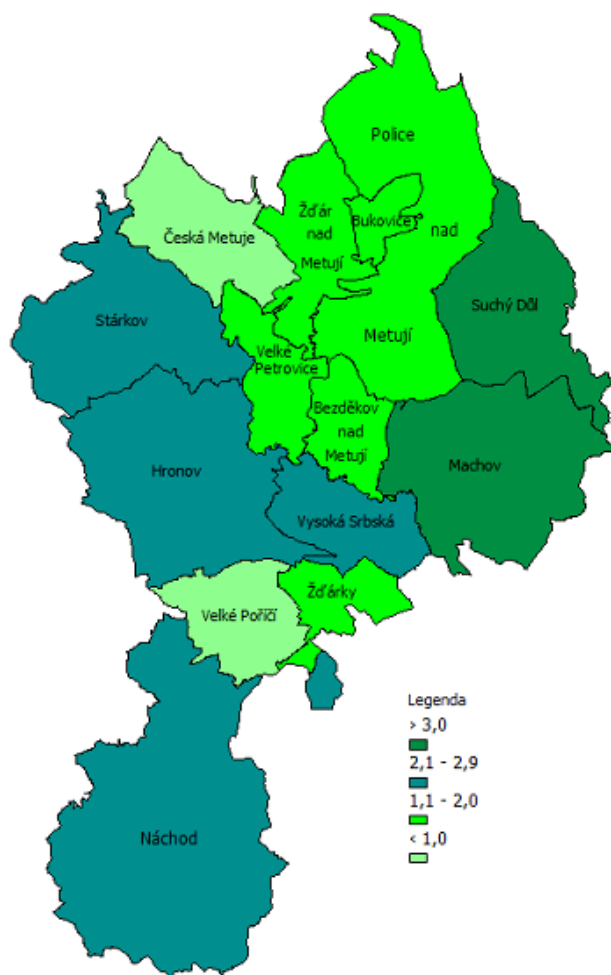 Police
nad
Metují
Žďár
nad
Metují
Bukovice
Česká Metuje
Suchý Důl
Stárkov
Velké
Petrovice
Bezděkov
nad
Metují
Machov
Hronov
Vysoká Srbská
Žďárky
Velké Poříčí
Náchod
Legenda
> 3,0
2,1 - 2,9
1,1 - 2,0
< 1,0